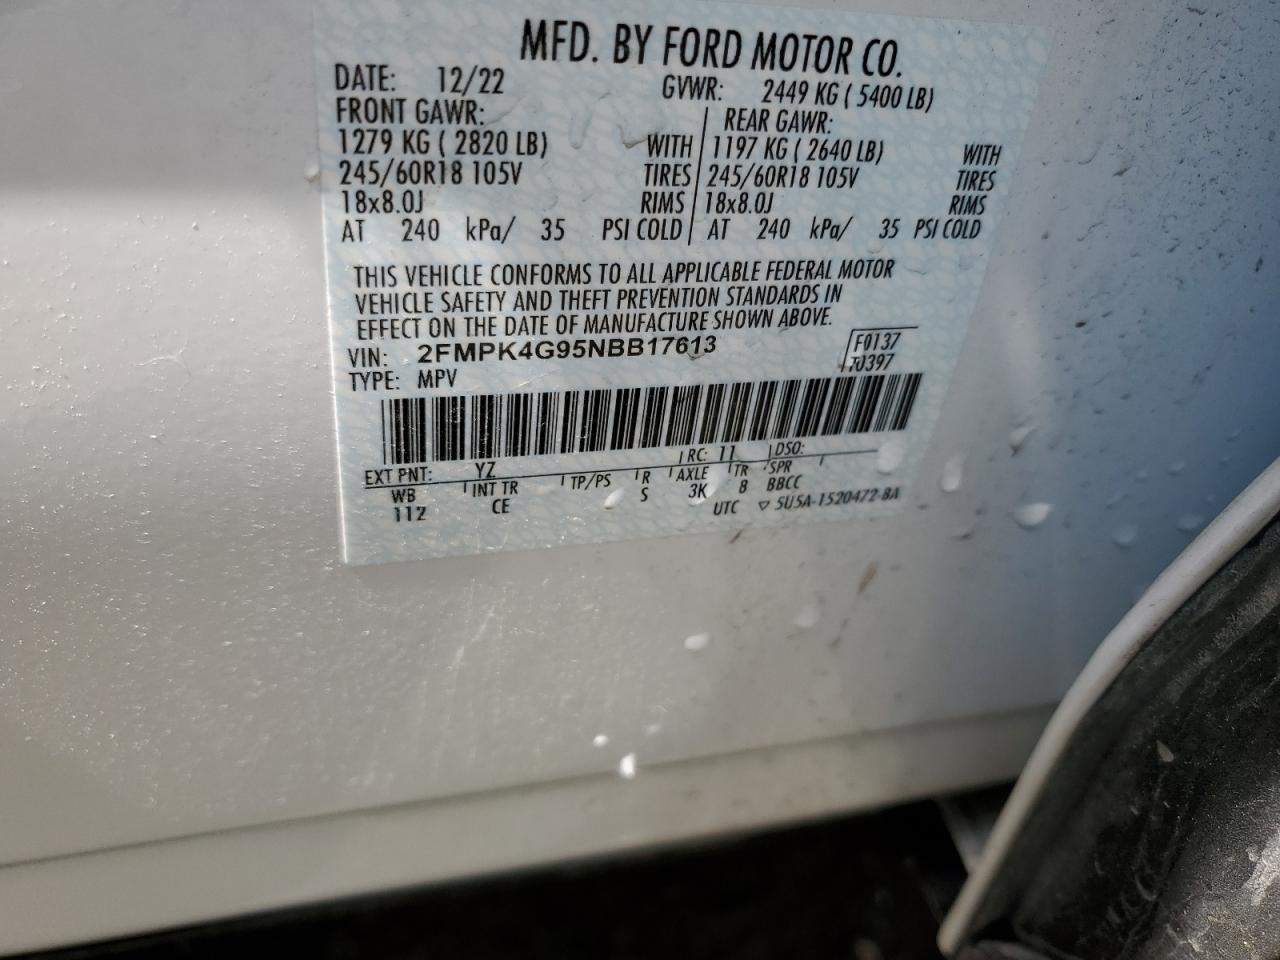 MFD. BY FORD MOTOR CO.
DATE: 12/22 GVWR: 2449 KG ( 5400 LB)
FRONT GAWR: REAR GAWR:
1279 KG ( 2820 LB) WITH 1197 KG ( 2640 LB) WITH
245/60R18 105V TIRES 245/60R18 105V TIRES
18x8.0J RIMS 18x8.0J RIMS
AT 240 kPa/ 35 PSI COLD AT 240 kPa/ 35 PSI COLD
THIS VEHICLE CONFORMS TO ALL APPLICABLE FEDERAL MOTOR
VEHICLE SAFETY AND THEFT PREVENTION STANDARDS IN
EFFECT ON THE DATE OF MANUFACTURE SHOWN ABOVE.
VIN: 2FMPK4G95NBB17613 F0137
TYPE: MPV T0397
EXT PNT: YZ RC: 11 DSO:
WB INT TR TP/PS R AXLE TR SPR
112 CE S 3K 8 BBCC
UTC ▽ 5U5A-1520472-BA